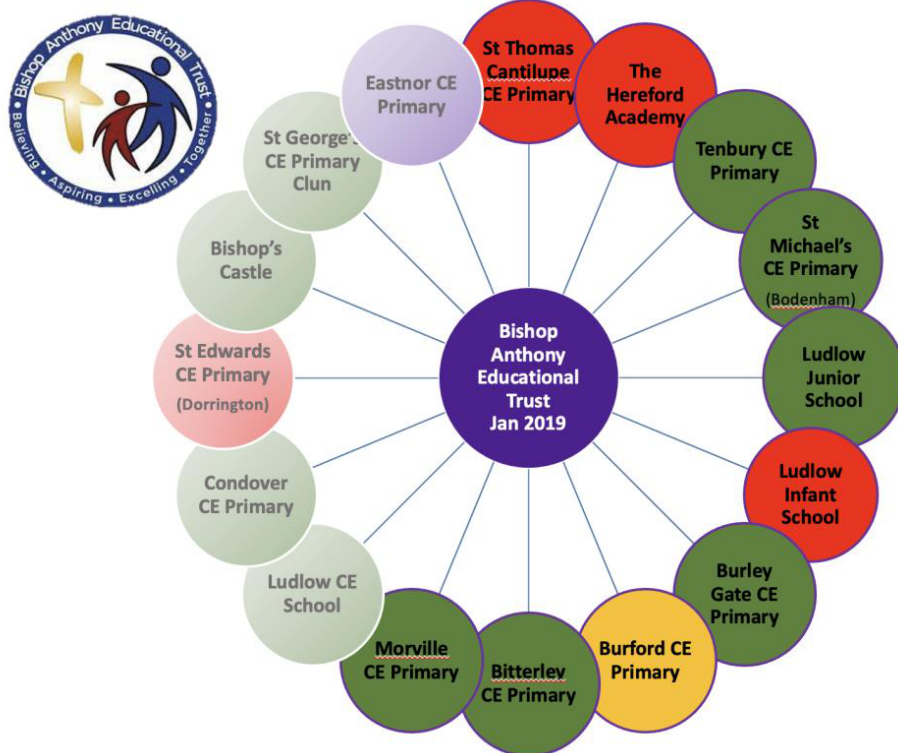 Bishop Anthony Educational Trust
Believing • Aspiring • Excelling • Together
Eastnor CE
Primary
St Thomas
Cantilupe
CE Primary
The
Hereford
Academy
Tenbury CE
Primary
St
Michael’s
CE Primary
(Bodenham)
Ludlow
Junior
School
Ludlow
Infant
School
Burley
Gate CE
Primary
Burford CE
Primary
Bitterley
CE Primary
Morville
CE Primary
Ludlow CE
School
Condover
CE Primary
St Edwards
CE Primary
(Dorrington)
Bishop’s
Castle
St George’s
CE Primary
Clun
Bishop
Anthony
Educational
Trust
Jan 2019